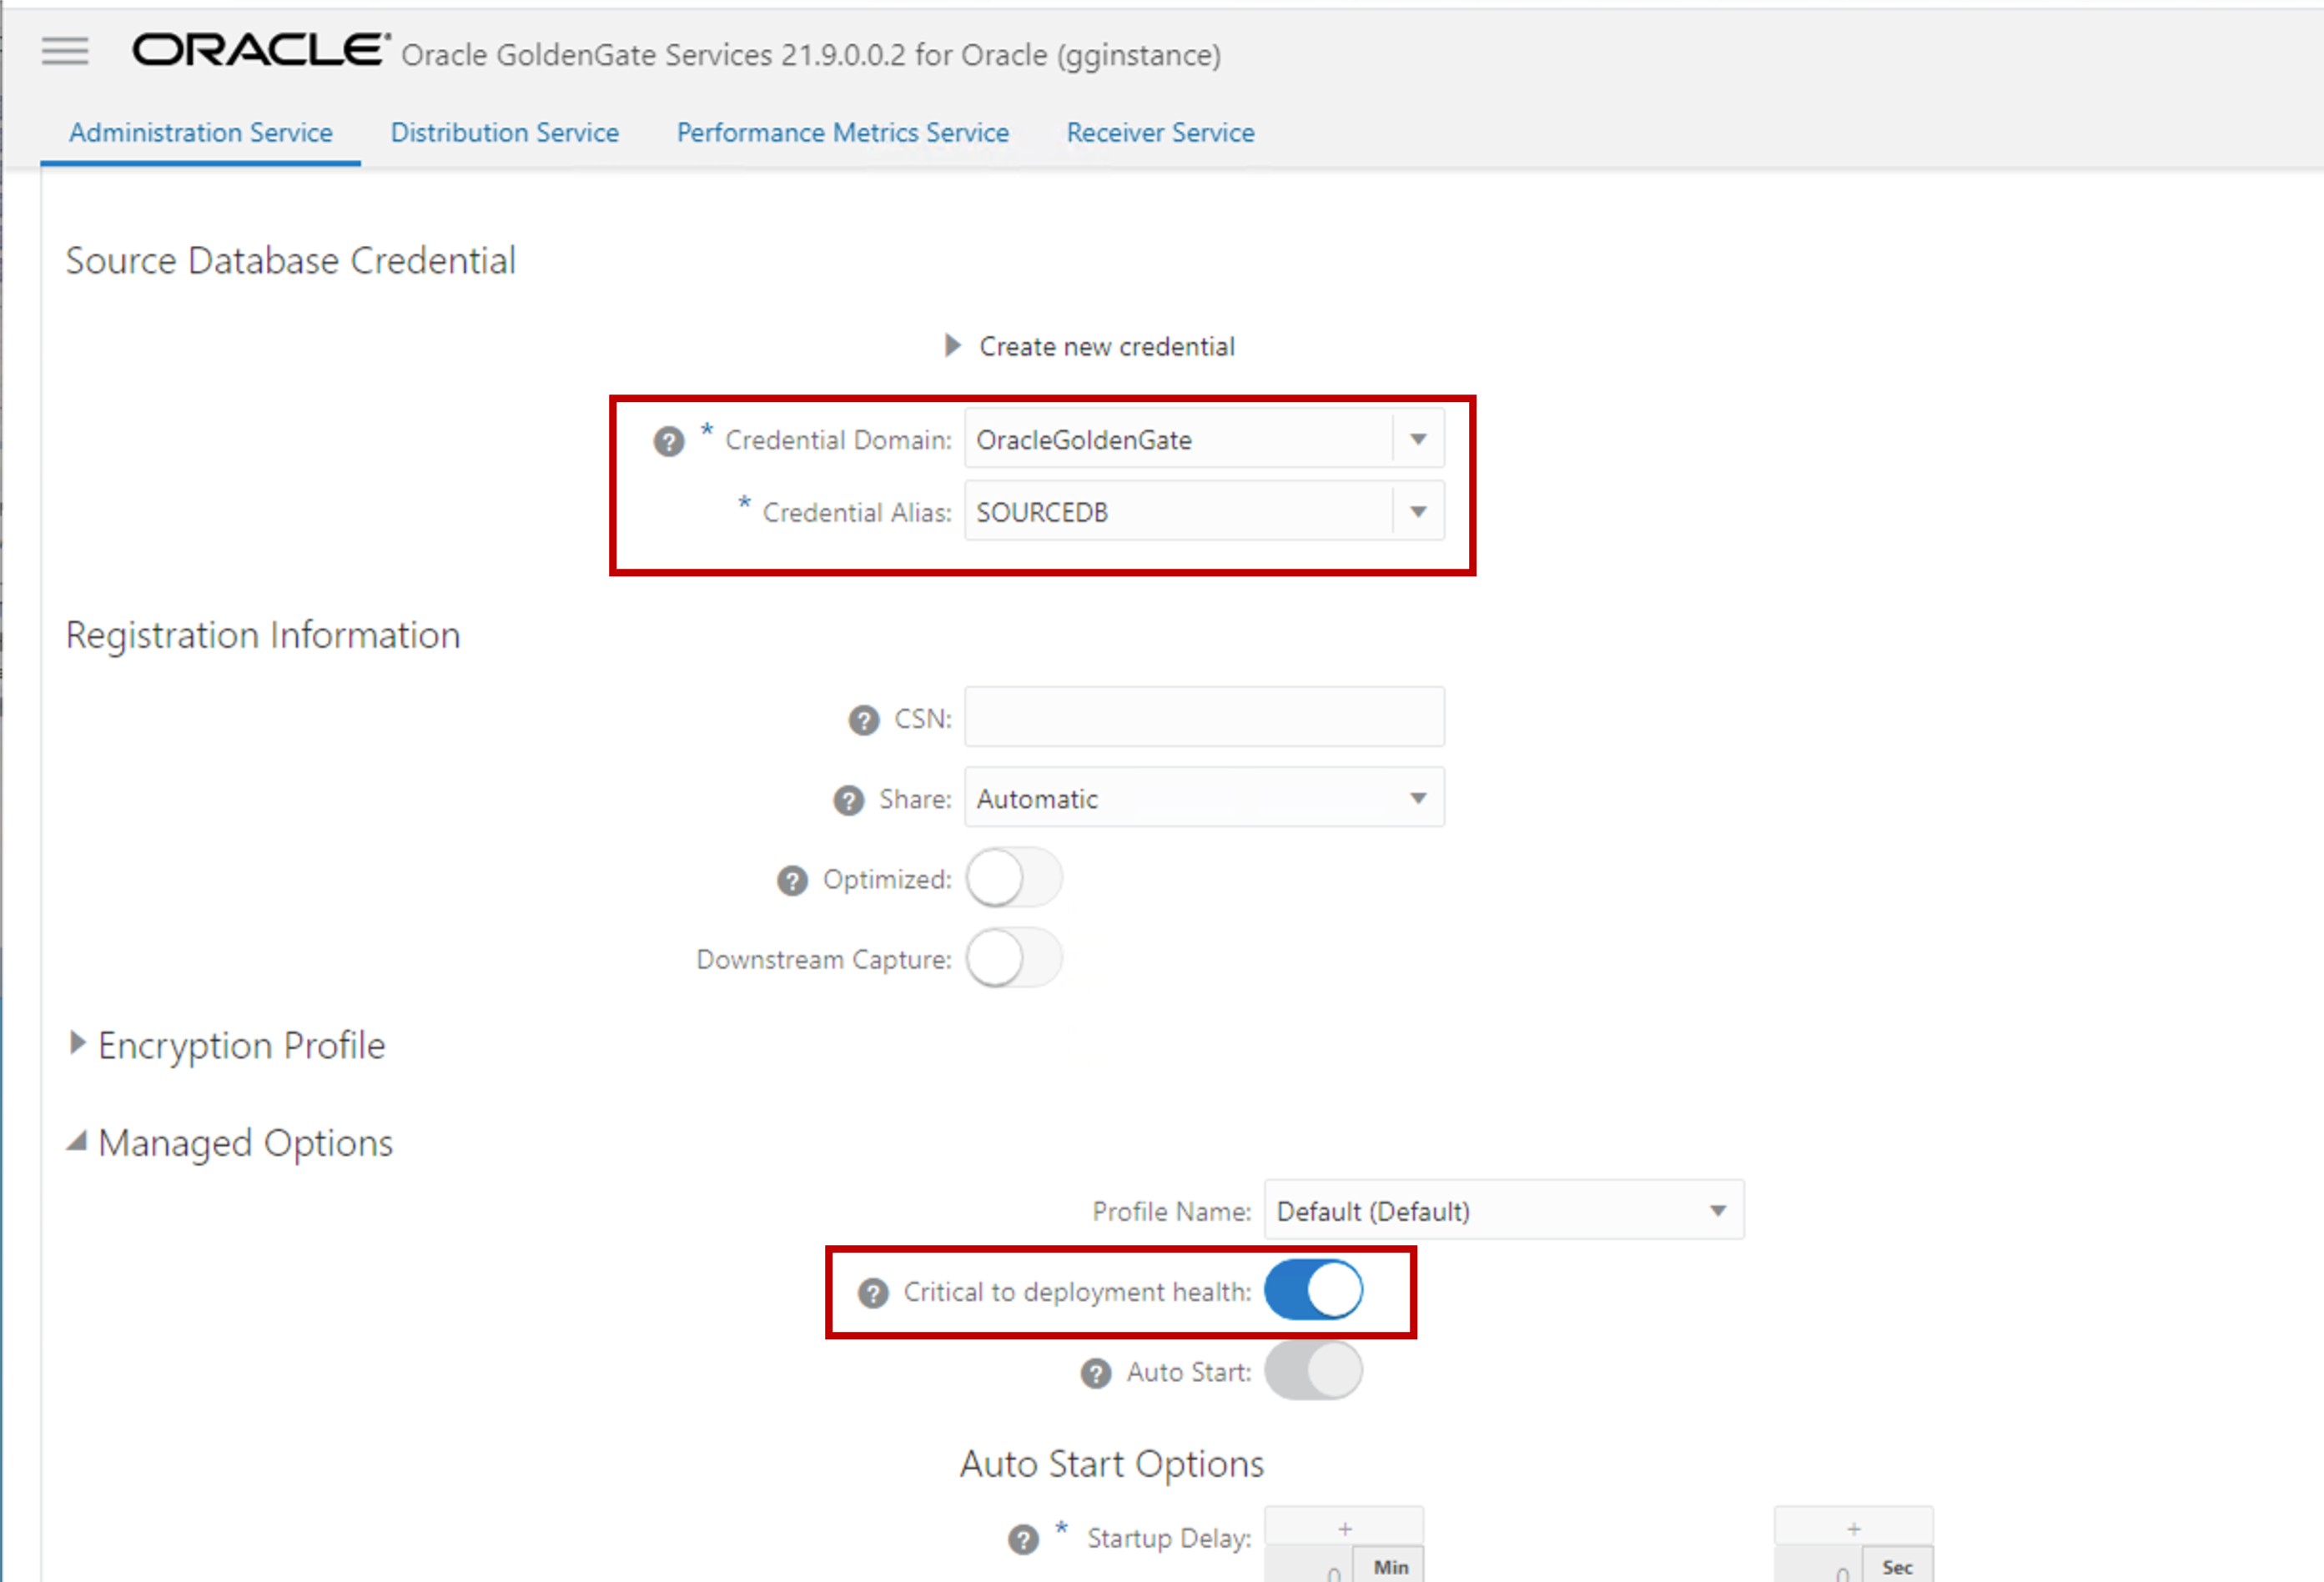 ORACLE® Oracle GoldenGate Services 21.9.0.0.2 for Oracle (gginstance)
Administration Service Distribution Service Performance Metrics Service Receiver Service
Source Database Credential
Create new credential
? * Credential Domain: OracleGoldenGate
* Credential Alias: SOURCEDB
Registration Information
? CSN:
? Share: Automatic
? Optimized:
Downstream Capture:
Encryption Profile
Managed Options
Profile Name: Default (Default)
? Critical to deployment health:
? Auto Start:
Auto Start Options
? * Startup Delay: + +
0 Min 0 Sec